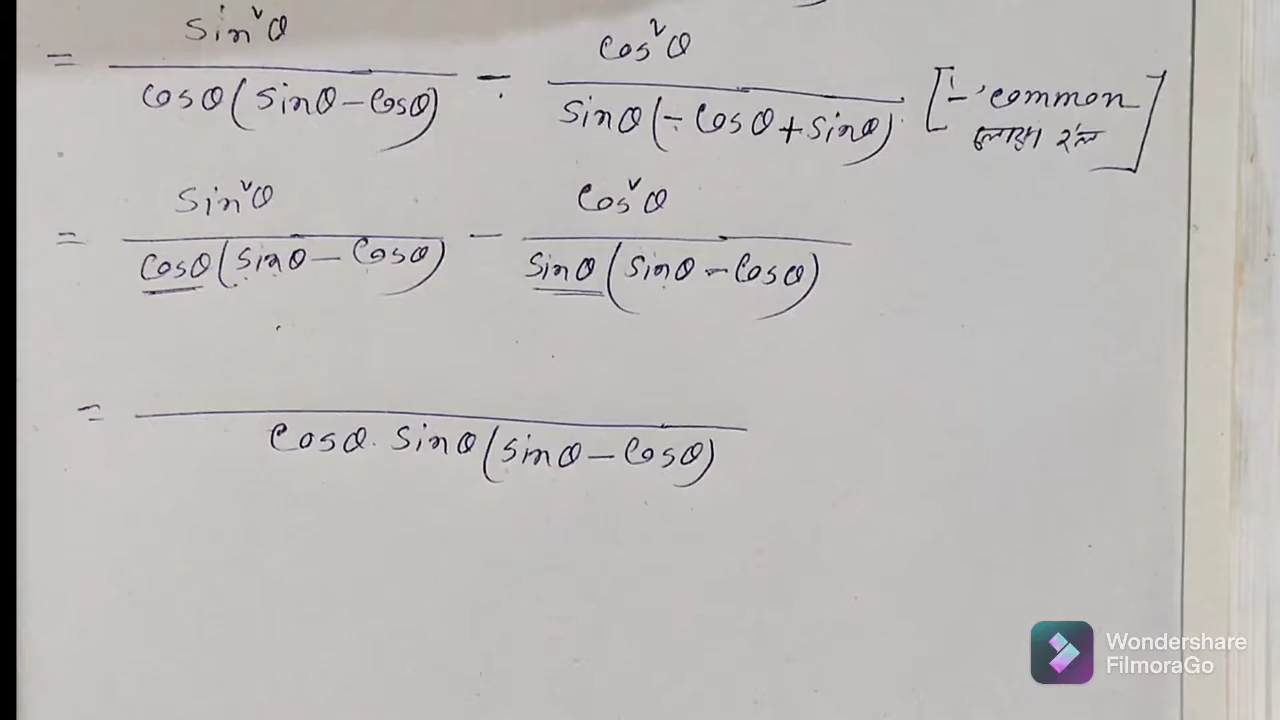 = sin²θ / cosθ(sinθ − cosθ) − cos²θ / sinθ(−cosθ + sinθ) ['−' common নেওয়া হল]
= sin²θ / cosθ(sinθ − cosθ) − cos²θ / sinθ(sinθ − cosθ)
= / cosθ. sinθ(sinθ − cosθ)
Wondershare
FilmoraGo